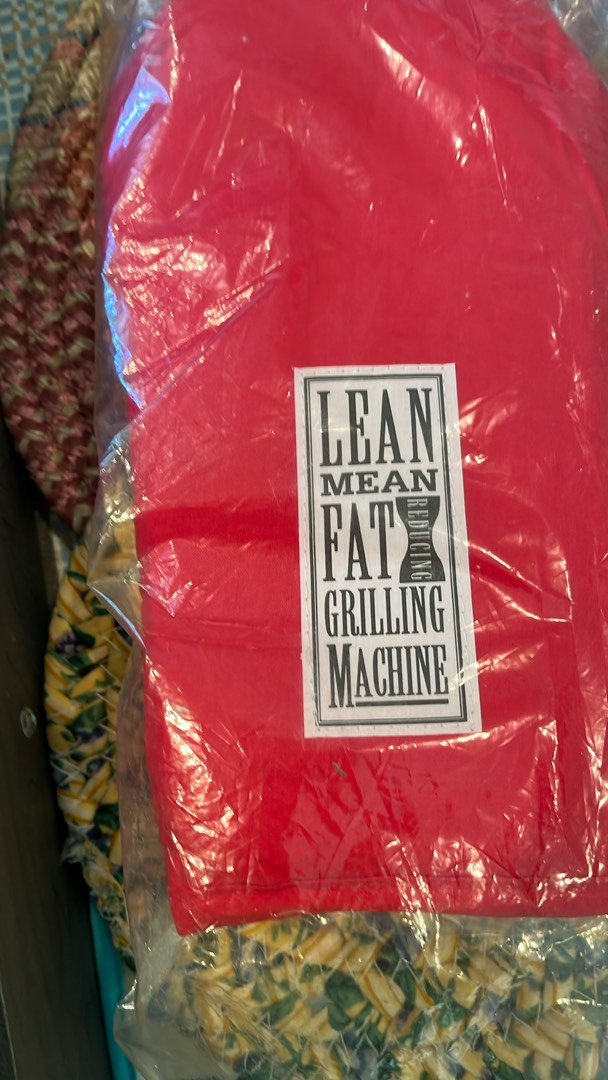 LEAN
MEAN
FAT REDUCING
GRILLING
MACHINE